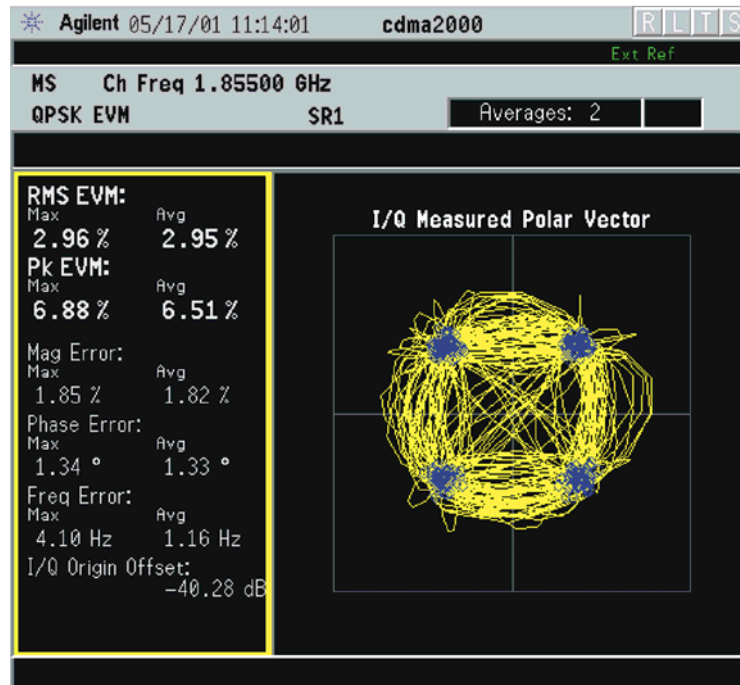 Agilent 05/17/01 11:14:01 cdma2000 R L T S
Ext Ref
MS Ch Freq 1.85500 GHz
QPSK EVM SR1 Averages: 2
RMS EVM:
Max Avg
2.96 % 2.95 %
Pk EVM:
Max Avg
6.88 % 6.51 %
Mag Error:
Max Avg
1.85 % 1.82 %
Phase Error:
Max Avg
1.34 ° 1.33 °
Freq Error:
Max Avg
4.10 Hz 1.16 Hz
I/Q Origin Offset:
-40.28 dB
I/Q Measured Polar Vector